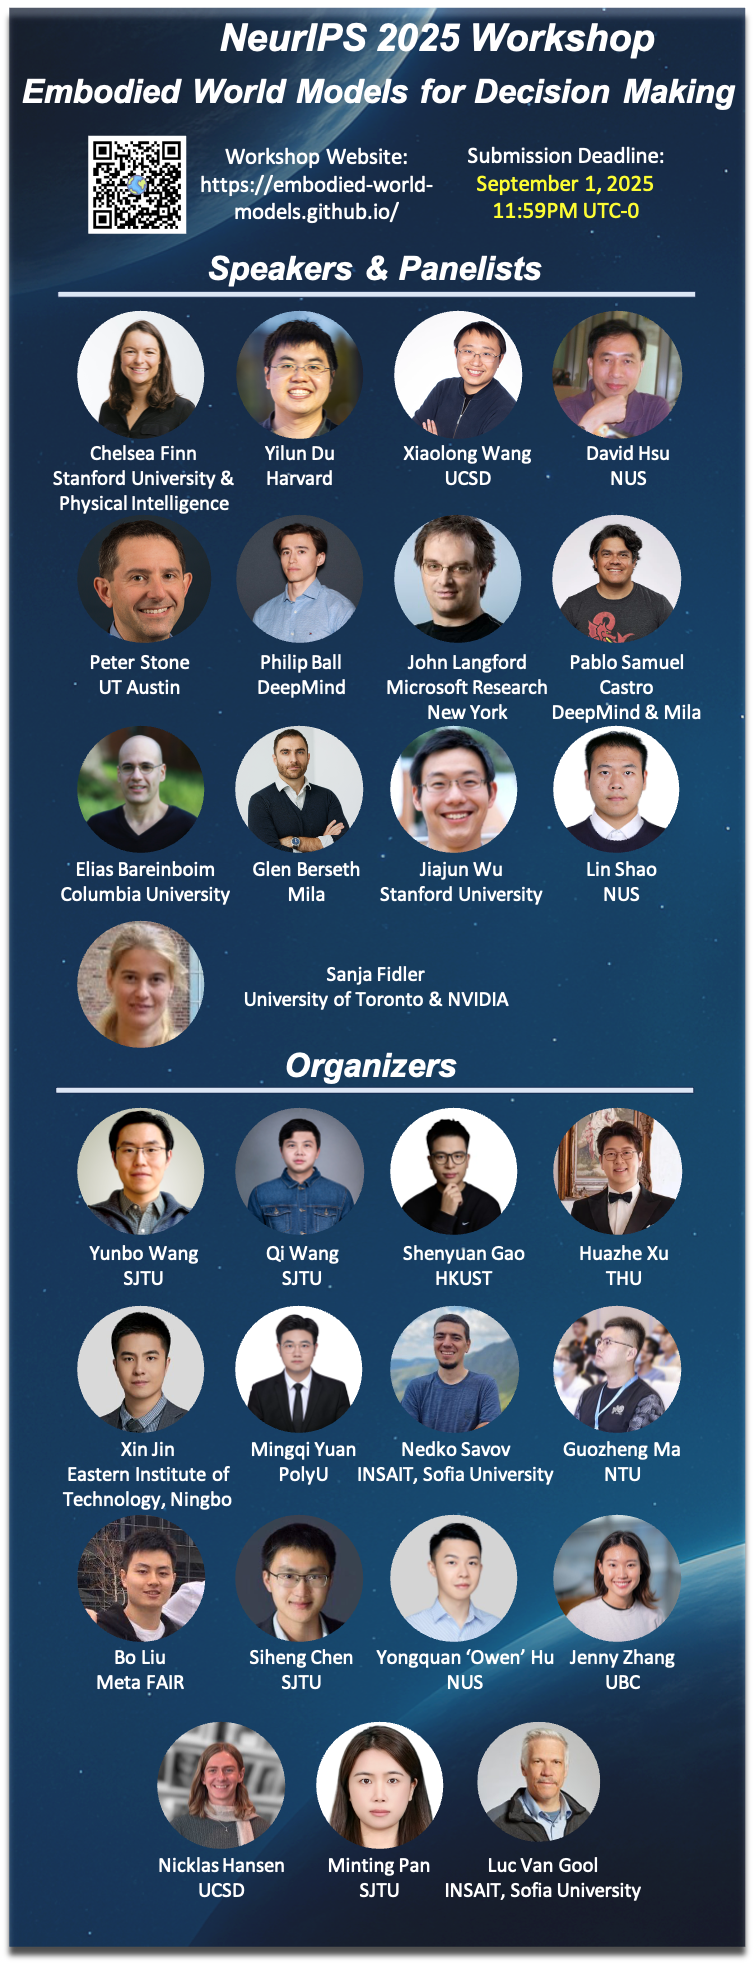 NeurIPS 2025 Workshop
Embodied World Models for Decision Making
Workshop Website:
https://embodied-world-
models.github.io/
Submission Deadline:
September 1, 2025
11:59PM UTC-0
Speakers & Panelists
Chelsea Finn
Stanford University &
Physical Intelligence
Yilun Du
Harvard
Xiaolong Wang
UCSD
David Hsu
NUS
Peter Stone
UT Austin
Philip Ball
DeepMind
John Langford
Microsoft Research
New York
Pablo Samuel
Castro
DeepMind & Mila
Elias Bareinboim
Columbia University
Glen Berseth
Mila
Jiajun Wu
Stanford University
Lin Shao
NUS
Sanja Fidler
University of Toronto & NVIDIA
Organizers
Yunbo Wang
SJTU
Qi Wang
SJTU
Shenyuan Gao
HKUST
Huazhe Xu
THU
Xin Jin
Eastern Institute of
Technology, Ningbo
Mingqi Yuan
PolyU
Nedko Savov
INSAIT, Sofia University
Guozheng Ma
NTU
Bo Liu
Meta FAIR
Siheng Chen
SJTU
Yongquan ‘Owen’ Hu
NUS
Jenny Zhang
UBC
Nicklas Hansen
UCSD
Minting Pan
SJTU
Luc Van Gool
INSAIT, Sofia University